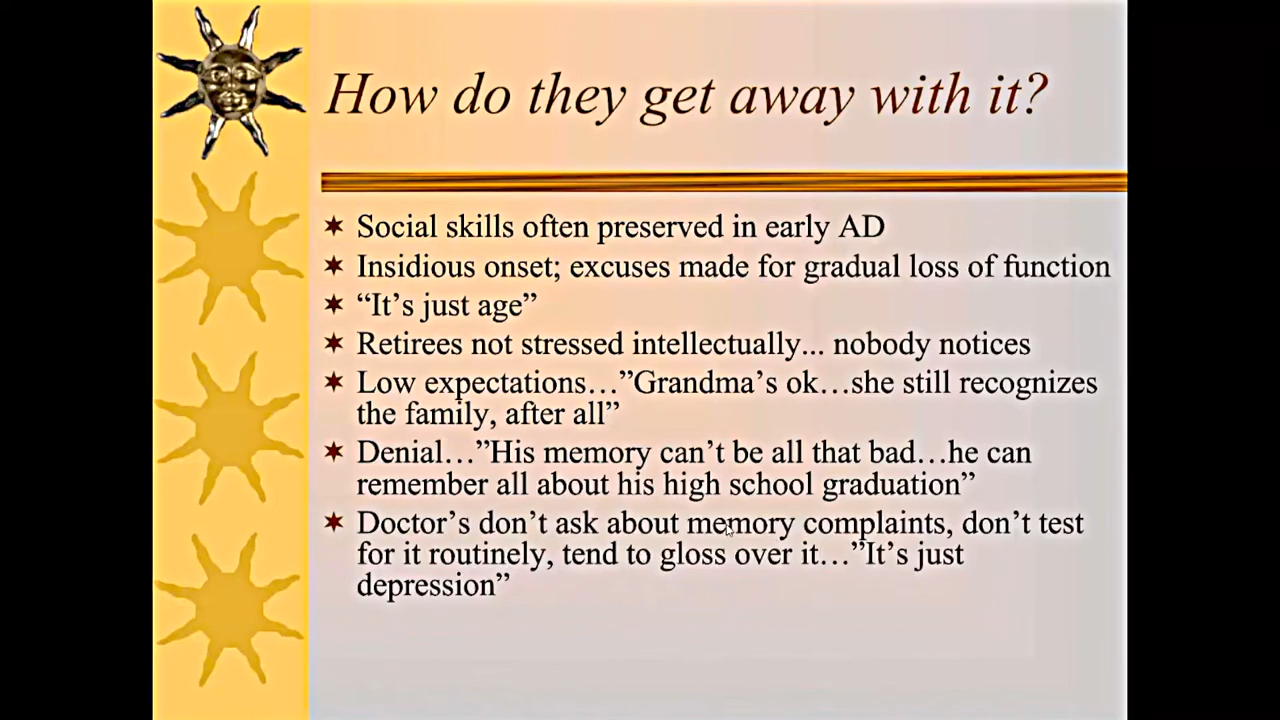 How do they get away with it?
Social skills often preserved in early AD
Insidious onset; excuses made for gradual loss of function
“It’s just age”
Retirees not stressed intellectually... nobody notices
Low expectations…”Grandma’s ok…she still recognizes
the family, after all”
Denial…”His memory can’t be all that bad…he can
remember all about his high school graduation”
Doctor’s don’t ask about memory complaints, don’t test
for it routinely, tend to gloss over it…”It’s just
depression”